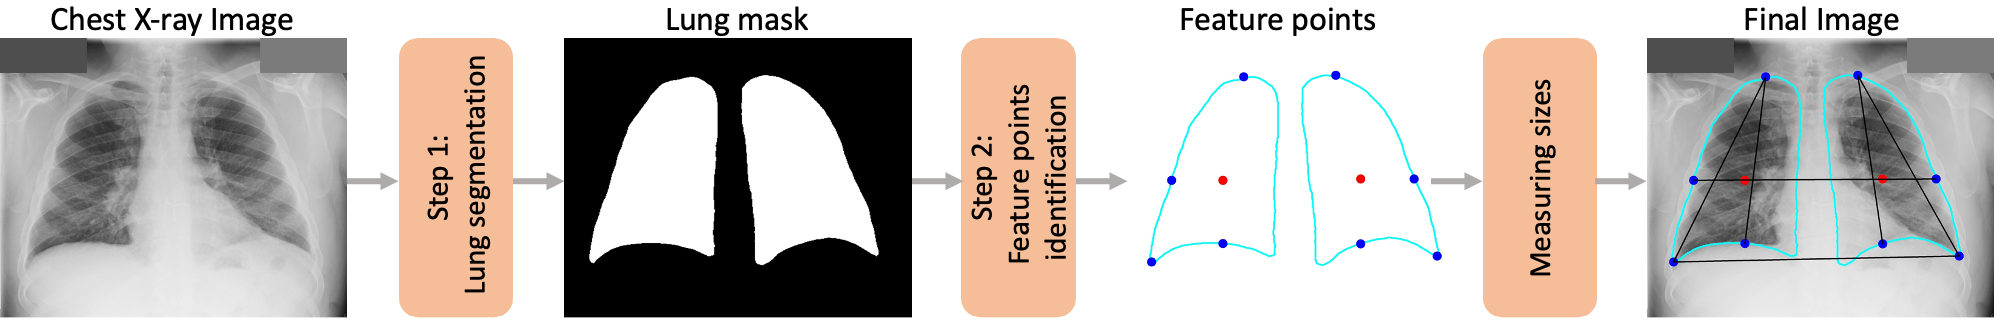 Chest X-ray Image
Step 1:
Lung segmentation
Lung mask
Step 2:
Feature points
identification
Feature points
Measuring sizes
Final Image